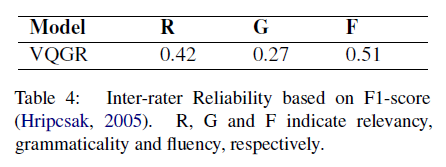 Model R G F
VQGR 0.42 0.27 0.51
Table 4: Inter-rater Reliability based on F1-score
(Hripcsak, 2005). R, G and F indicate relevancy,
grammaticality and fluency, respectively.